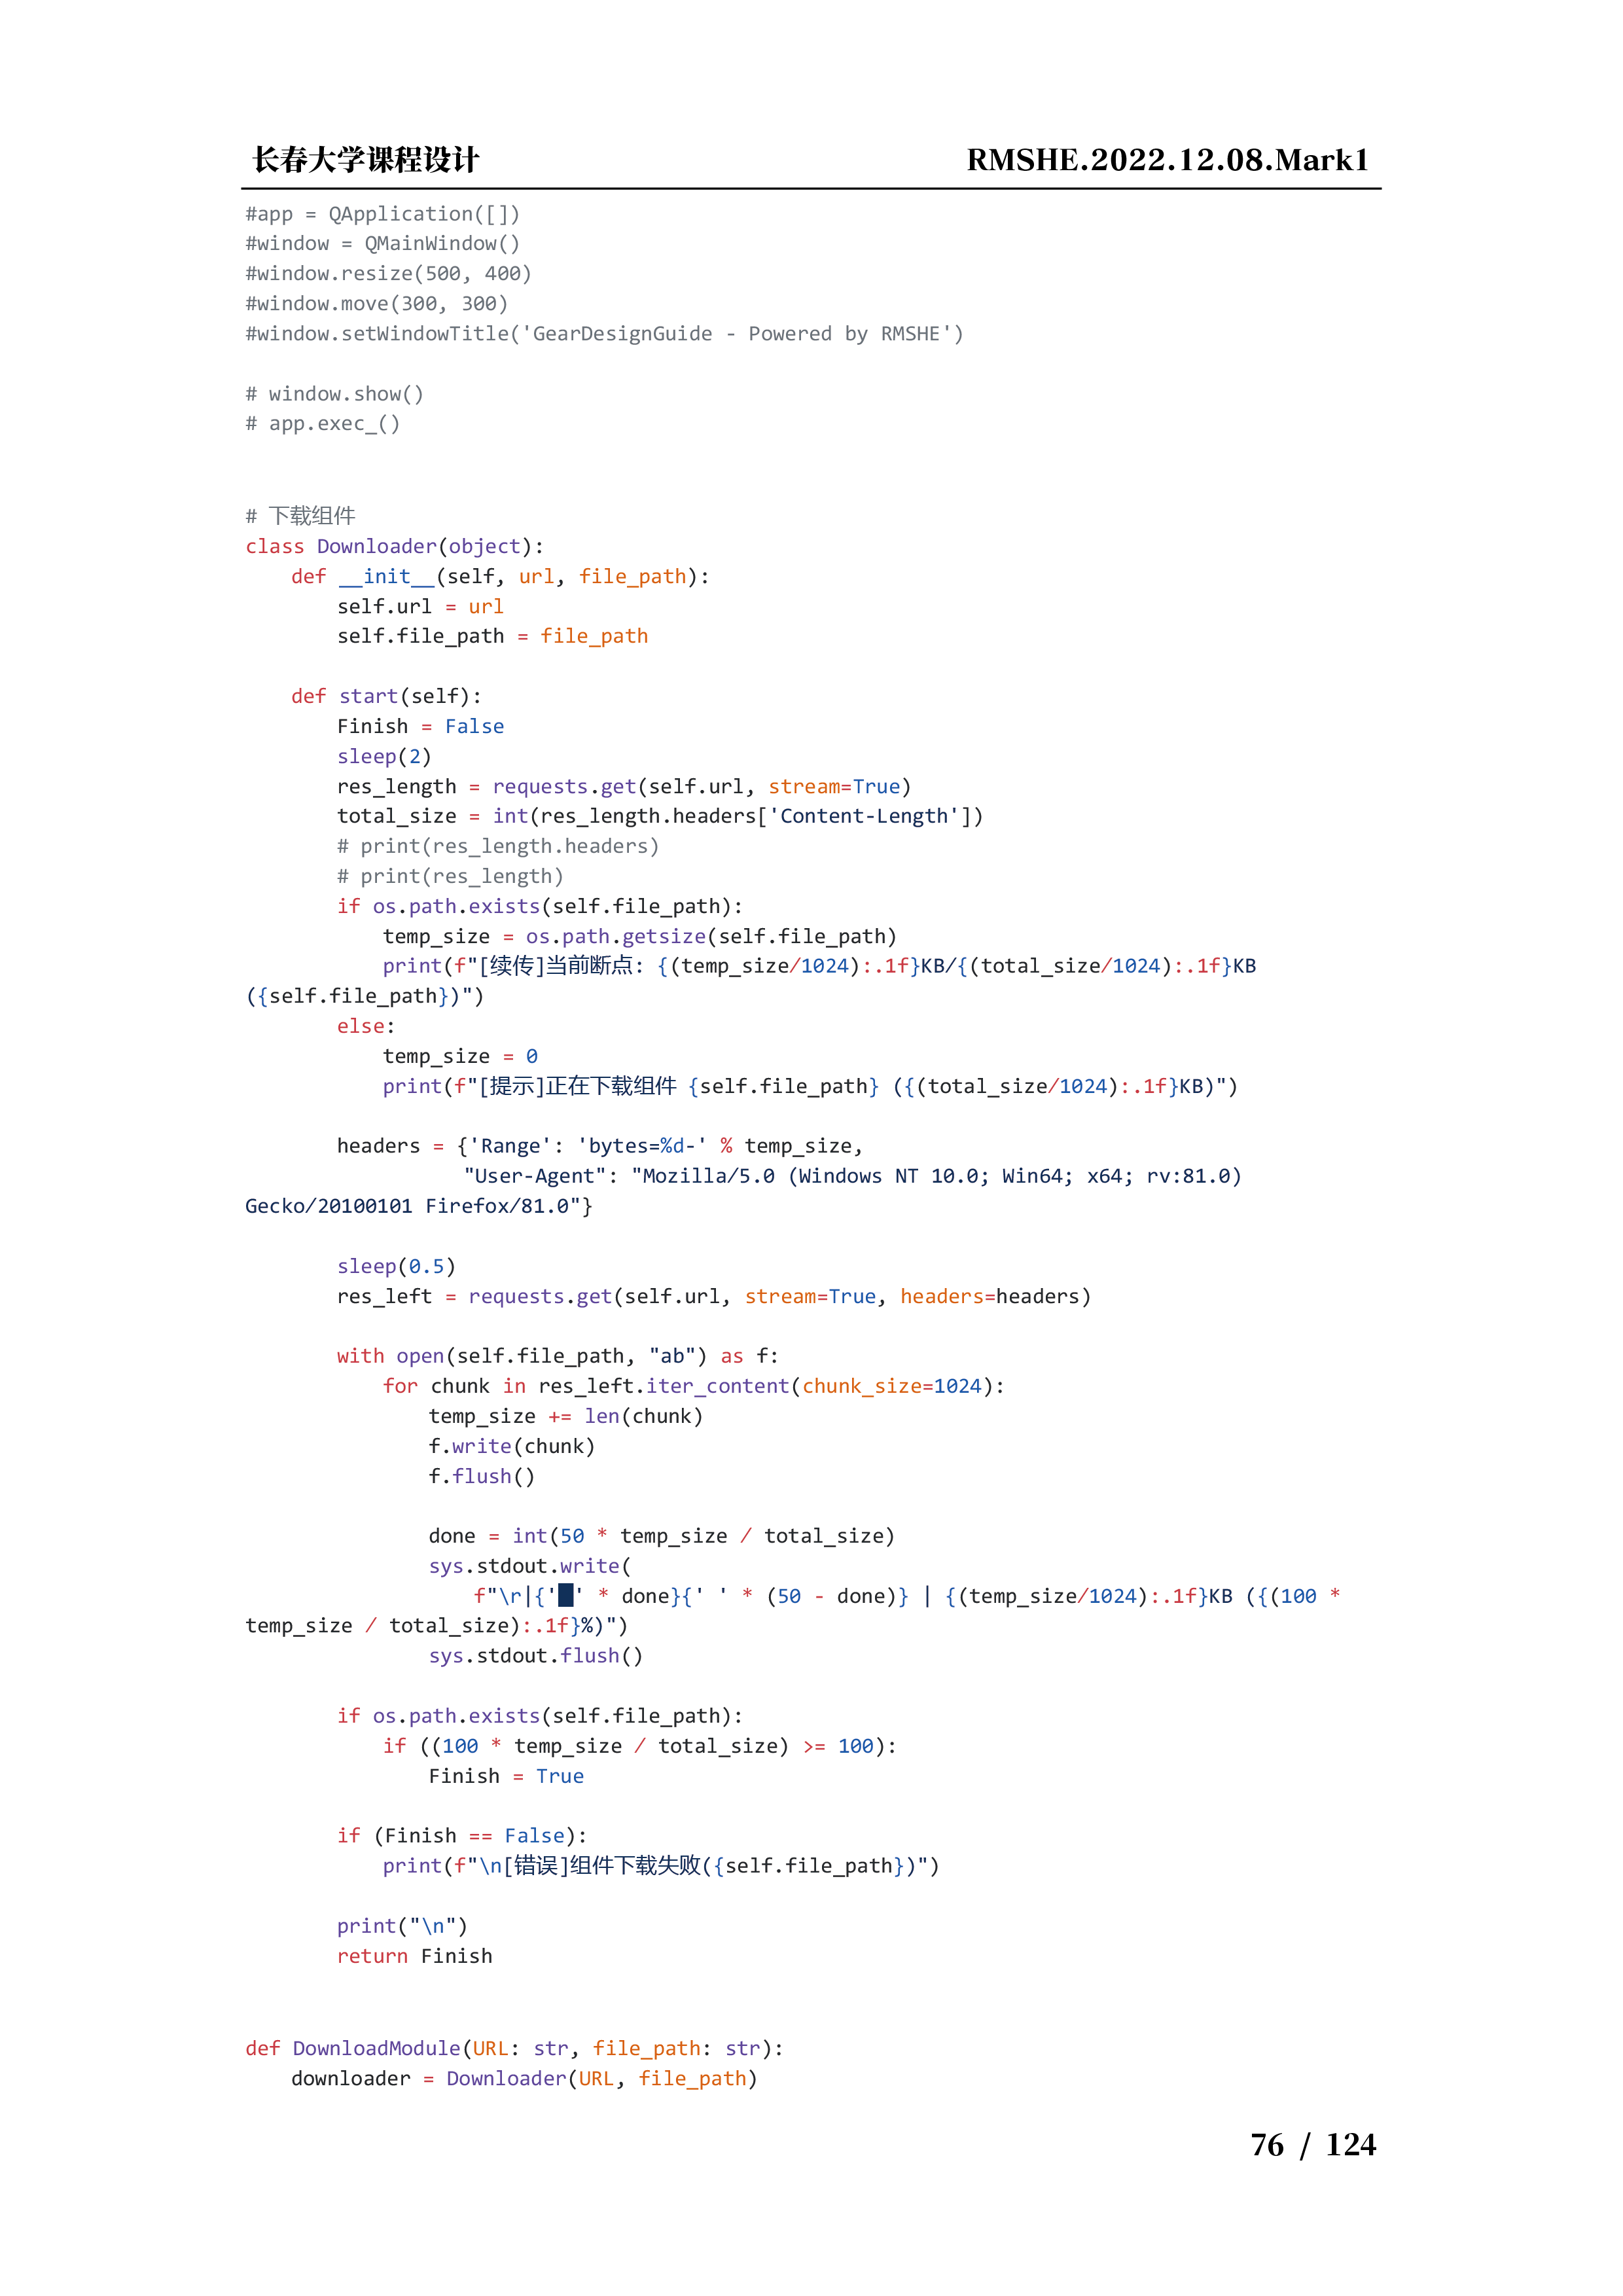 长春大学课程设计 RMSHE.2022.12.08.Mark1
#app = QApplication([])
#window = QMainWindow()
#window.resize(500, 400)
#window.move(300, 300)
#window.setWindowTitle('GearDesignGuide - Powered by RMSHE')
# window.show()
# app.exec_()
# 下载组件
class Downloader(object):
    def __init__(self, url, file_path):
        self.url = url
        self.file_path = file_path
    def start(self):
        Finish = False
        sleep(2)
        res_length = requests.get(self.url, stream=True)
        total_size = int(res_length.headers['Content-Length'])
        # print(res_length.headers)
        # print(res_length)
        if os.path.exists(self.file_path):
            temp_size = os.path.getsize(self.file_path)
            print(f"[续传]当前断点: {(temp_size/1024):.1f}KB/{(total_size/1024):.1f}KB
({self.file_path})")
        else:
            temp_size = 0
            print(f"[提示]正在下载组件 {self.file_path} ({(total_size/1024):.1f}KB)")
        headers = {'Range': 'bytes=%d-' % temp_size,
                   "User-Agent": "Mozilla/5.0 (Windows NT 10.0; Win64; x64; rv:81.0)
Gecko/20100101 Firefox/81.0"}
        sleep(0.5)
        res_left = requests.get(self.url, stream=True, headers=headers)
        with open(self.file_path, "ab") as f:
            for chunk in res_left.iter_content(chunk_size=1024):
                temp_size += len(chunk)
                f.write(chunk)
                f.flush()
                done = int(50 * temp_size / total_size)
                sys.stdout.write(
                    f"\r|{'█' * done}{' ' * (50 - done)} | {(temp_size/1024):.1f}KB ({(100 *
temp_size / total_size):.1f}%)")
                sys.stdout.flush()
        if os.path.exists(self.file_path):
            if ((100 * temp_size / total_size) >= 100):
                Finish = True
        if (Finish == False):
            print(f"\n[错误]组件下载失败({self.file_path})")
        print("\n")
        return Finish
def DownloadModule(URL: str, file_path: str):
    downloader = Downloader(URL, file_path)
76 / 124